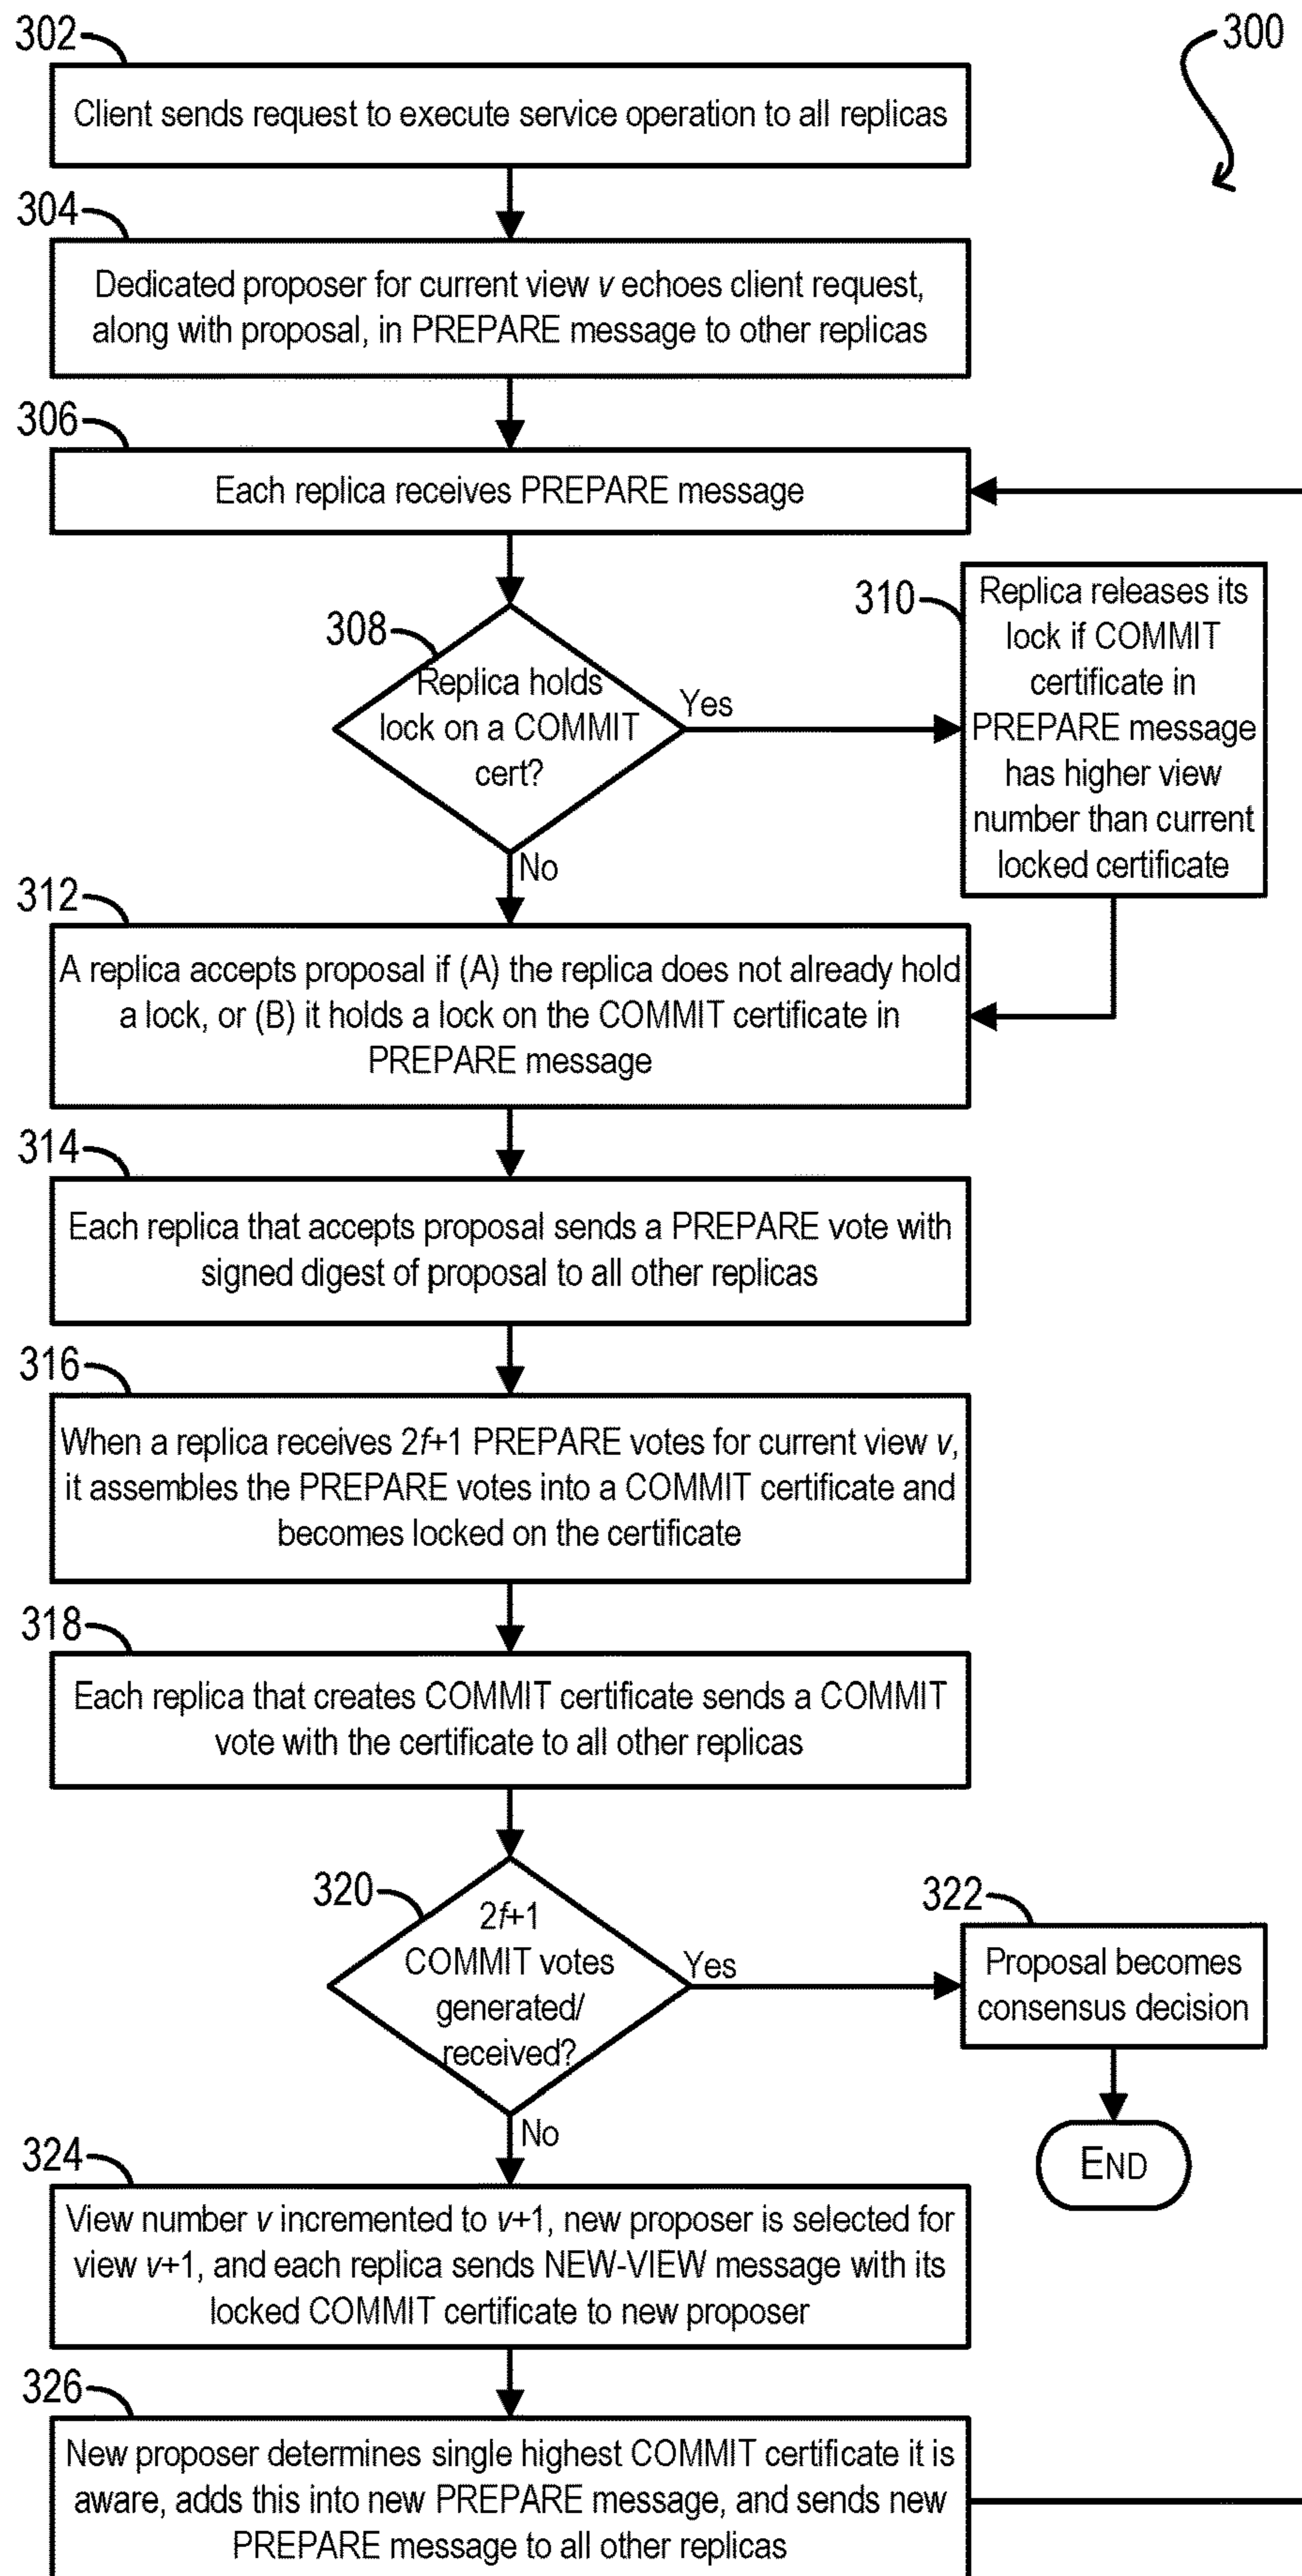 302
300
Client sends request to execute service operation to all replicas
304
Dedicated proposer for current view v echoes client request,
along with proposal, in PREPARE message to other replicas
306
Each replica receives PREPARE message
308
Replica holds
lock on a COMMIT
cert?
Yes
No
310
Replica releases its
lock if COMMIT
certificate in
PREPARE message
has higher view
number than current
locked certificate
312
A replica accepts proposal if (A) the replica does not already hold
a lock, or (B) it holds a lock on the COMMIT certificate in
PREPARE message
314
Each replica that accepts proposal sends a PREPARE vote with
signed digest of proposal to all other replicas
316
When a replica receives 2f+1 PREPARE votes for current view v,
it assembles the PREPARE votes into a COMMIT certificate and
becomes locked on the certificate
318
Each replica that creates COMMIT certificate sends a COMMIT
vote with the certificate to all other replicas
320
2f+1
COMMIT votes
generated/
received?
Yes
No
322
Proposal becomes
consensus decision
END
324
View number v incremented to v+1, new proposer is selected for
view v+1, and each replica sends NEW-VIEW message with its
locked COMMIT certificate to new proposer
326
New proposer determines single highest COMMIT certificate it is
aware, adds this into new PREPARE message, and sends new
PREPARE message to all other replicas